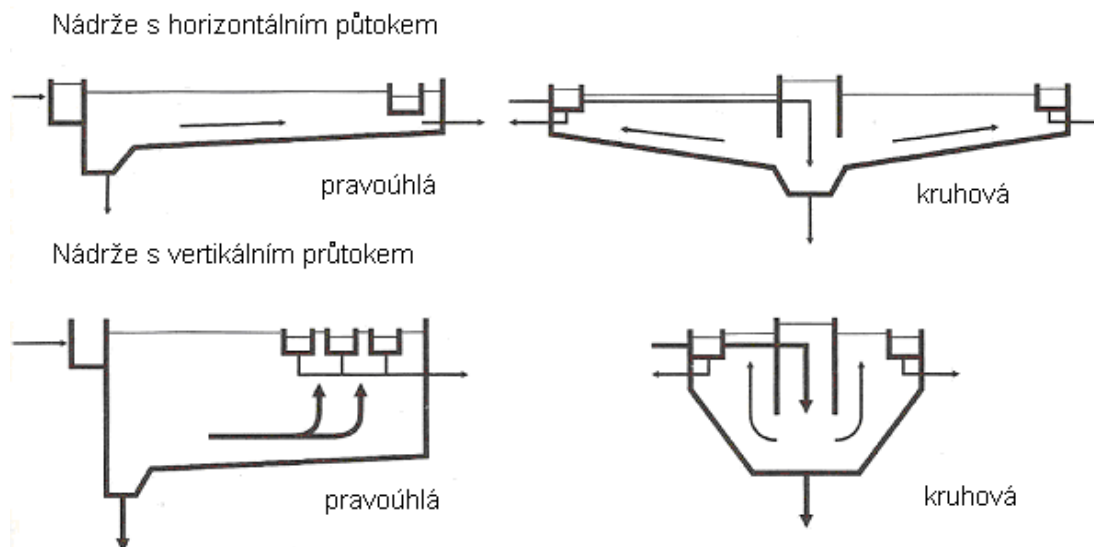 Nádrže s horizontálním půtokem
pravoúhlá
kruhová
Nádrže s vertikálním průtokem
pravoúhlá
kruhová